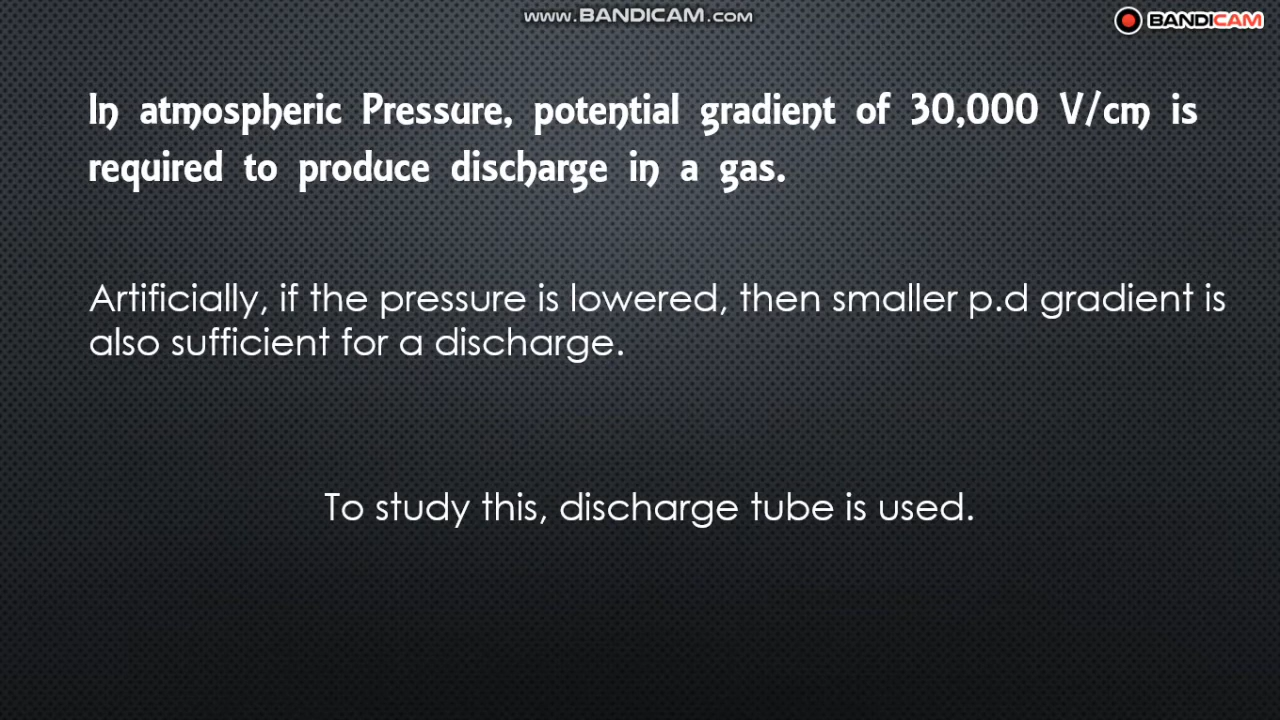 www.BANDICAM.com
BANDICAM
In atmospheric Pressure, potential gradient of 30,000 V/cm is
required to produce discharge in a gas.
Artificially, if the pressure is lowered, then smaller p.d gradient is
also sufficient for a discharge.
To study this, discharge tube is used.